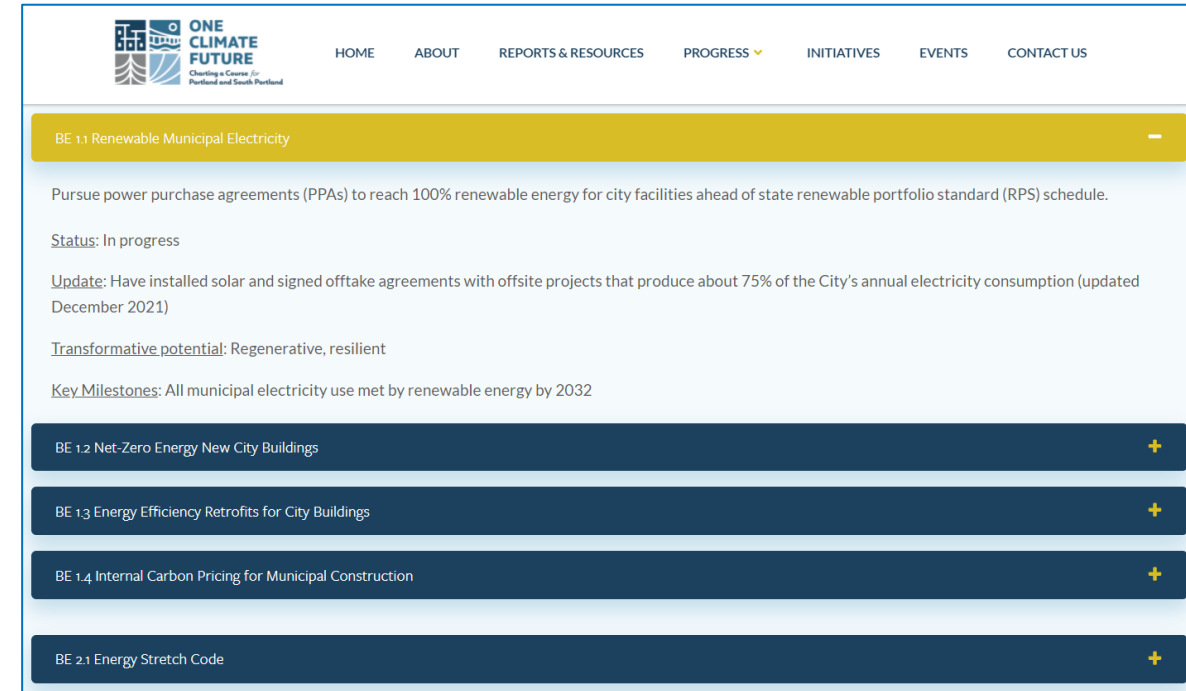 ONE
CLIMATE
FUTURE
Charting a Course for
Portland and South Portland
HOME ABOUT REPORTS & RESOURCES PROGRESS INITIATIVES EVENTS CONTACT US
BE 1.1 Renewable Municipal Electricity
Pursue power purchase agreements (PPAs) to reach 100% renewable energy for city facilities ahead of state renewable portfolio standard (RPS) schedule.
Status: In progress
Update: Have installed solar and signed offtake agreements with offsite projects that produce about 75% of the City's annual electricity consumption (updated
December 2021)
Transformative potential: Regenerative, resilient
Key Milestones: All municipal electricity use met by renewable energy by 2032
BE 1.2 Net-Zero Energy New City Buildings
BE 1.3 Energy Efficiency Retrofits for City Buildings
BE 1.4 Internal Carbon Pricing for Municipal Construction
BE 2.1 Energy Stretch Code